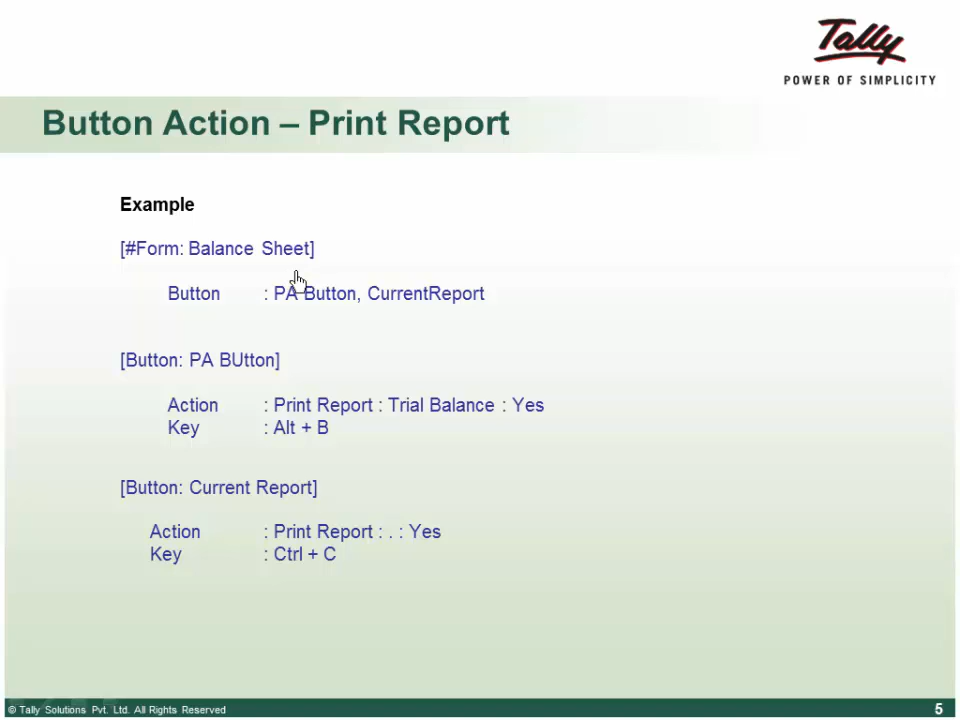 Tally
POWER OF SIMPLICITY
Button Action – Print Report
Example
[#Form: Balance Sheet]
Button : PA Button, CurrentReport
[Button: PA BUtton]
Action : Print Report : Trial Balance : Yes
Key : Alt + B
[Button: Current Report]
Action : Print Report : . : Yes
Key : Ctrl + C
© Tally Solutions Pvt. Ltd. All Rights Reserved 5